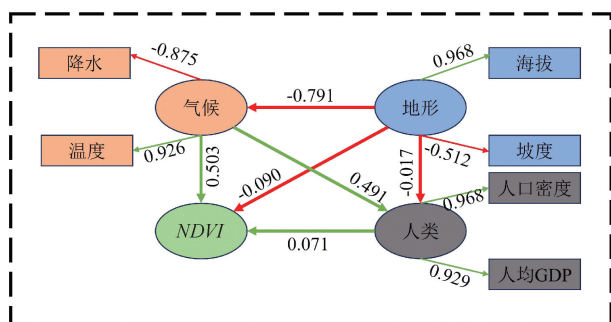 降水
-0.875
0.968
海拔
气候
-0.791
地形
温度
0.926
0.503
-0.090
0.491
-0.017
-0.512
坡度
0.968
人口密度
NDVI
0.071
人类
0.929
人均GDP